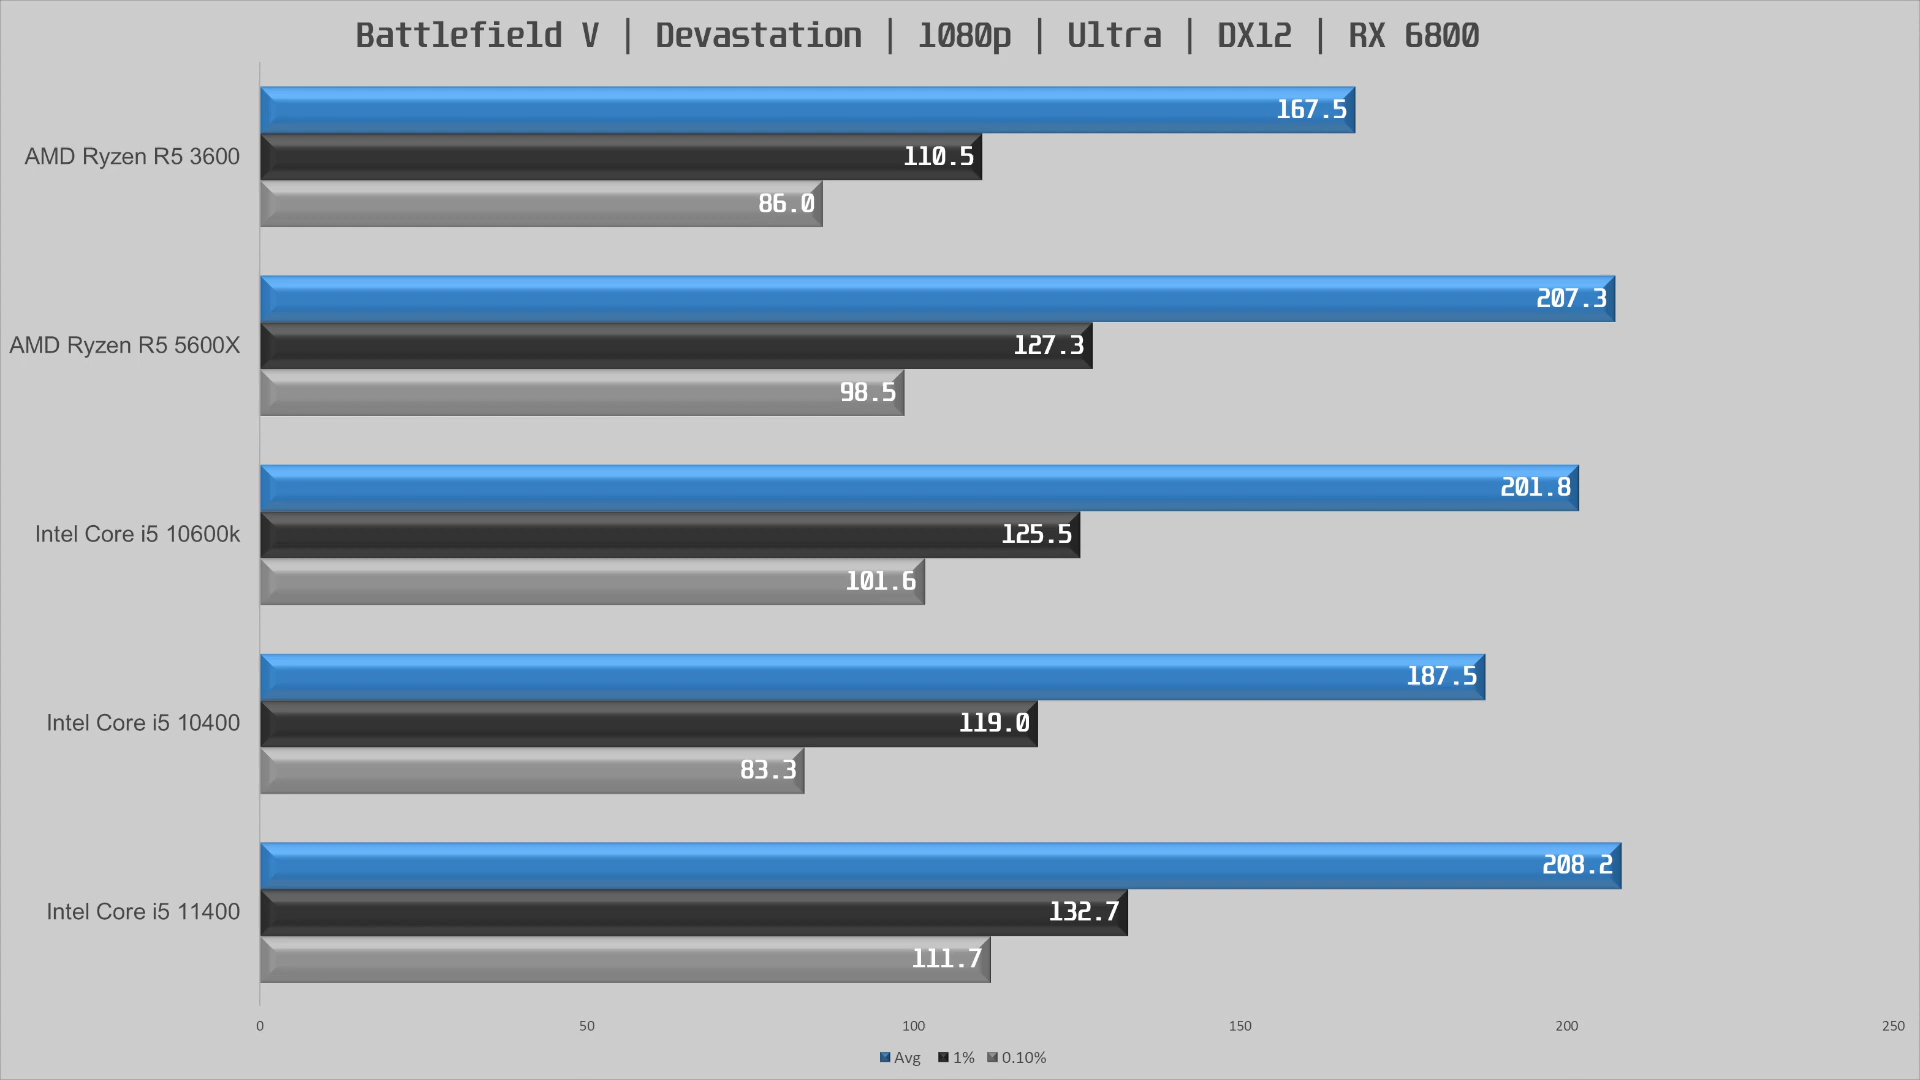 Battlefield V | Devastation | 1080p | Ultra | DX12 | RX 6800
AMD Ryzen R5 3600
167.5
110.5
86.0
AMD Ryzen R5 5600X
207.3
127.3
98.5
Intel Core i5 10600k
201.8
125.5
101.6
Intel Core i5 10400
187.5
119.0
83.3
Intel Core i5 11400
208.2
132.7
111.7
0 50 100 150 200 250
Avg 1% 0.10%